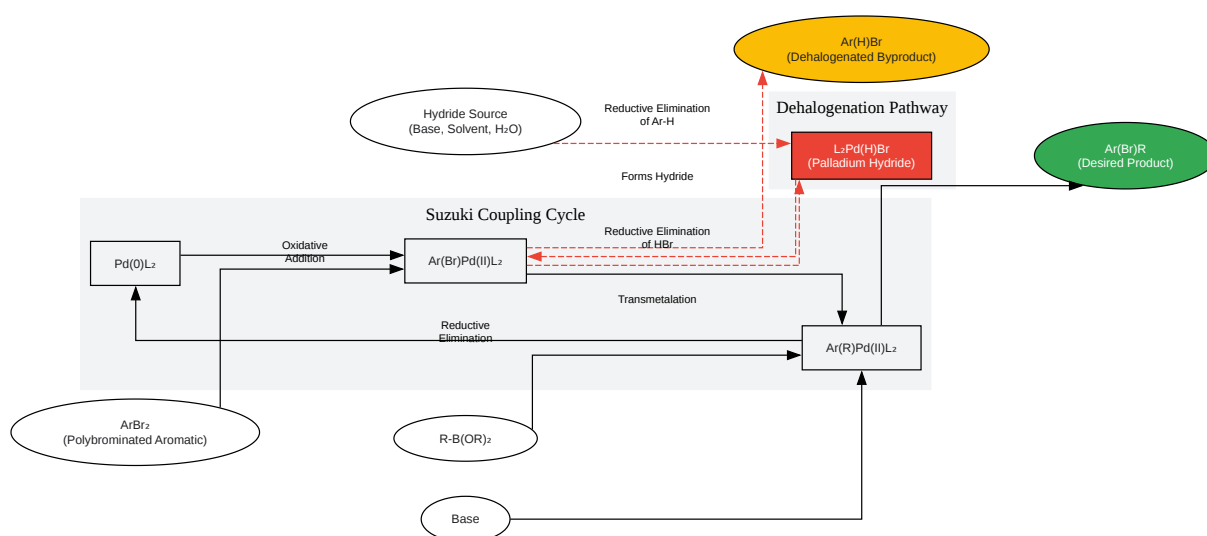 Ar(H)Br
(Dehalogenated Byproduct)
Hydride Source
(Base, Solvent, H₂O)
Reductive Elimination
of Ar-H
Dehalogenation Pathway
L₂Pd(H)Br
(Palladium Hydride)
Ar(Br)R
(Desired Product)
Forms Hydride
Suzuki Coupling Cycle
Pd(0)L₂
Oxidative
Addition
Ar(Br)Pd(II)L₂
Reductive Elimination
of HBr
Transmetalation
Reductive
Elimination
Ar(R)Pd(II)L₂
ArBr₂
(Polybrominated Aromatic)
R-B(OR)₂
Base